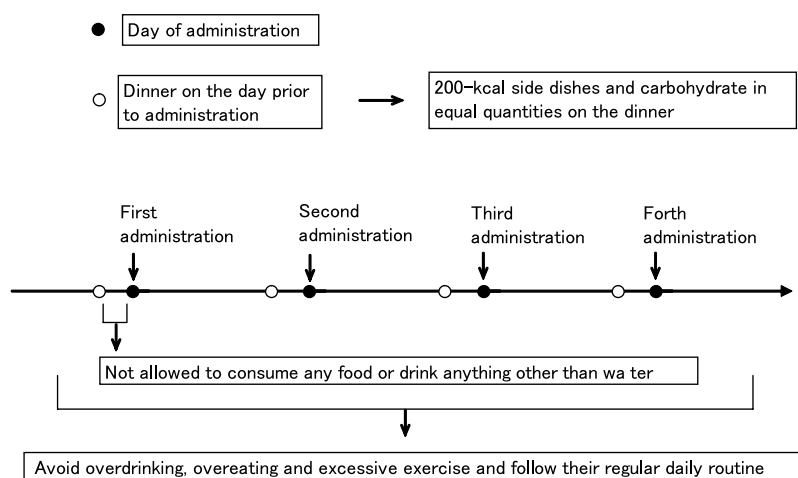 Day of administration
Dinner on the day prior
to administration
200-kcal side dishes and carbohydrate in
equal quantities on the dinner
First
administration
Second
administration
Third
administration
Forth
administration
Not allowed to consume any food or drink anything other than wa ter
Avoid overdrinking, overeating and excessive exercise and follow their regular daily routine